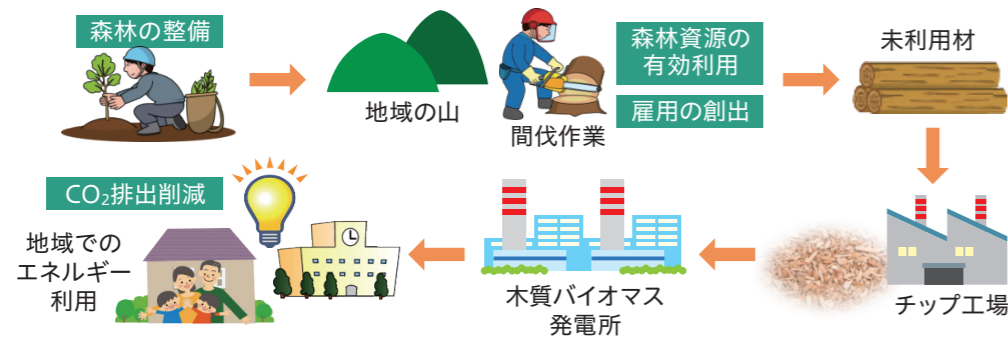 森林の整備
地域の山
間伐作業
森林資源の
有効利用
雇用の創出
未利用材
チップ工場
木質バイオマス
発電所
CO₂排出削減
地域での
エネルギー
利用